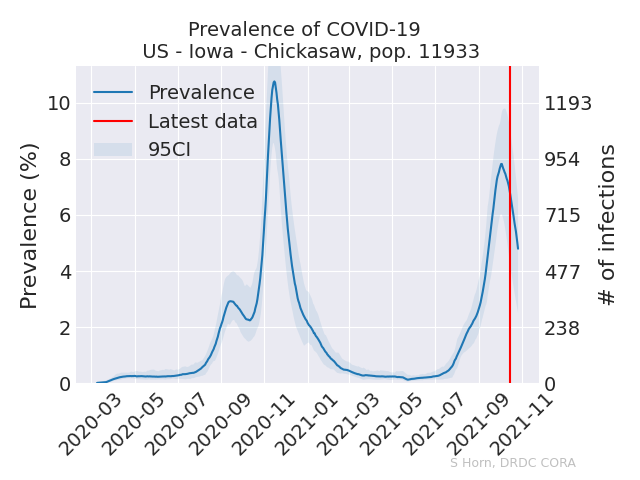 Prevalence of COVID-19
US - Iowa - Chickasaw, pop. 11933
Prevalence
Latest data
95CI
Prevalence (%)
10
8
6
4
2
0
1193
954
715
477
238
0
# of infections
2020-03
2020-05
2020-07
2020-09
2020-11
2021-01
2021-03
2021-05
2021-07
2021-09
2021-11
S Horn, DRDC CORA